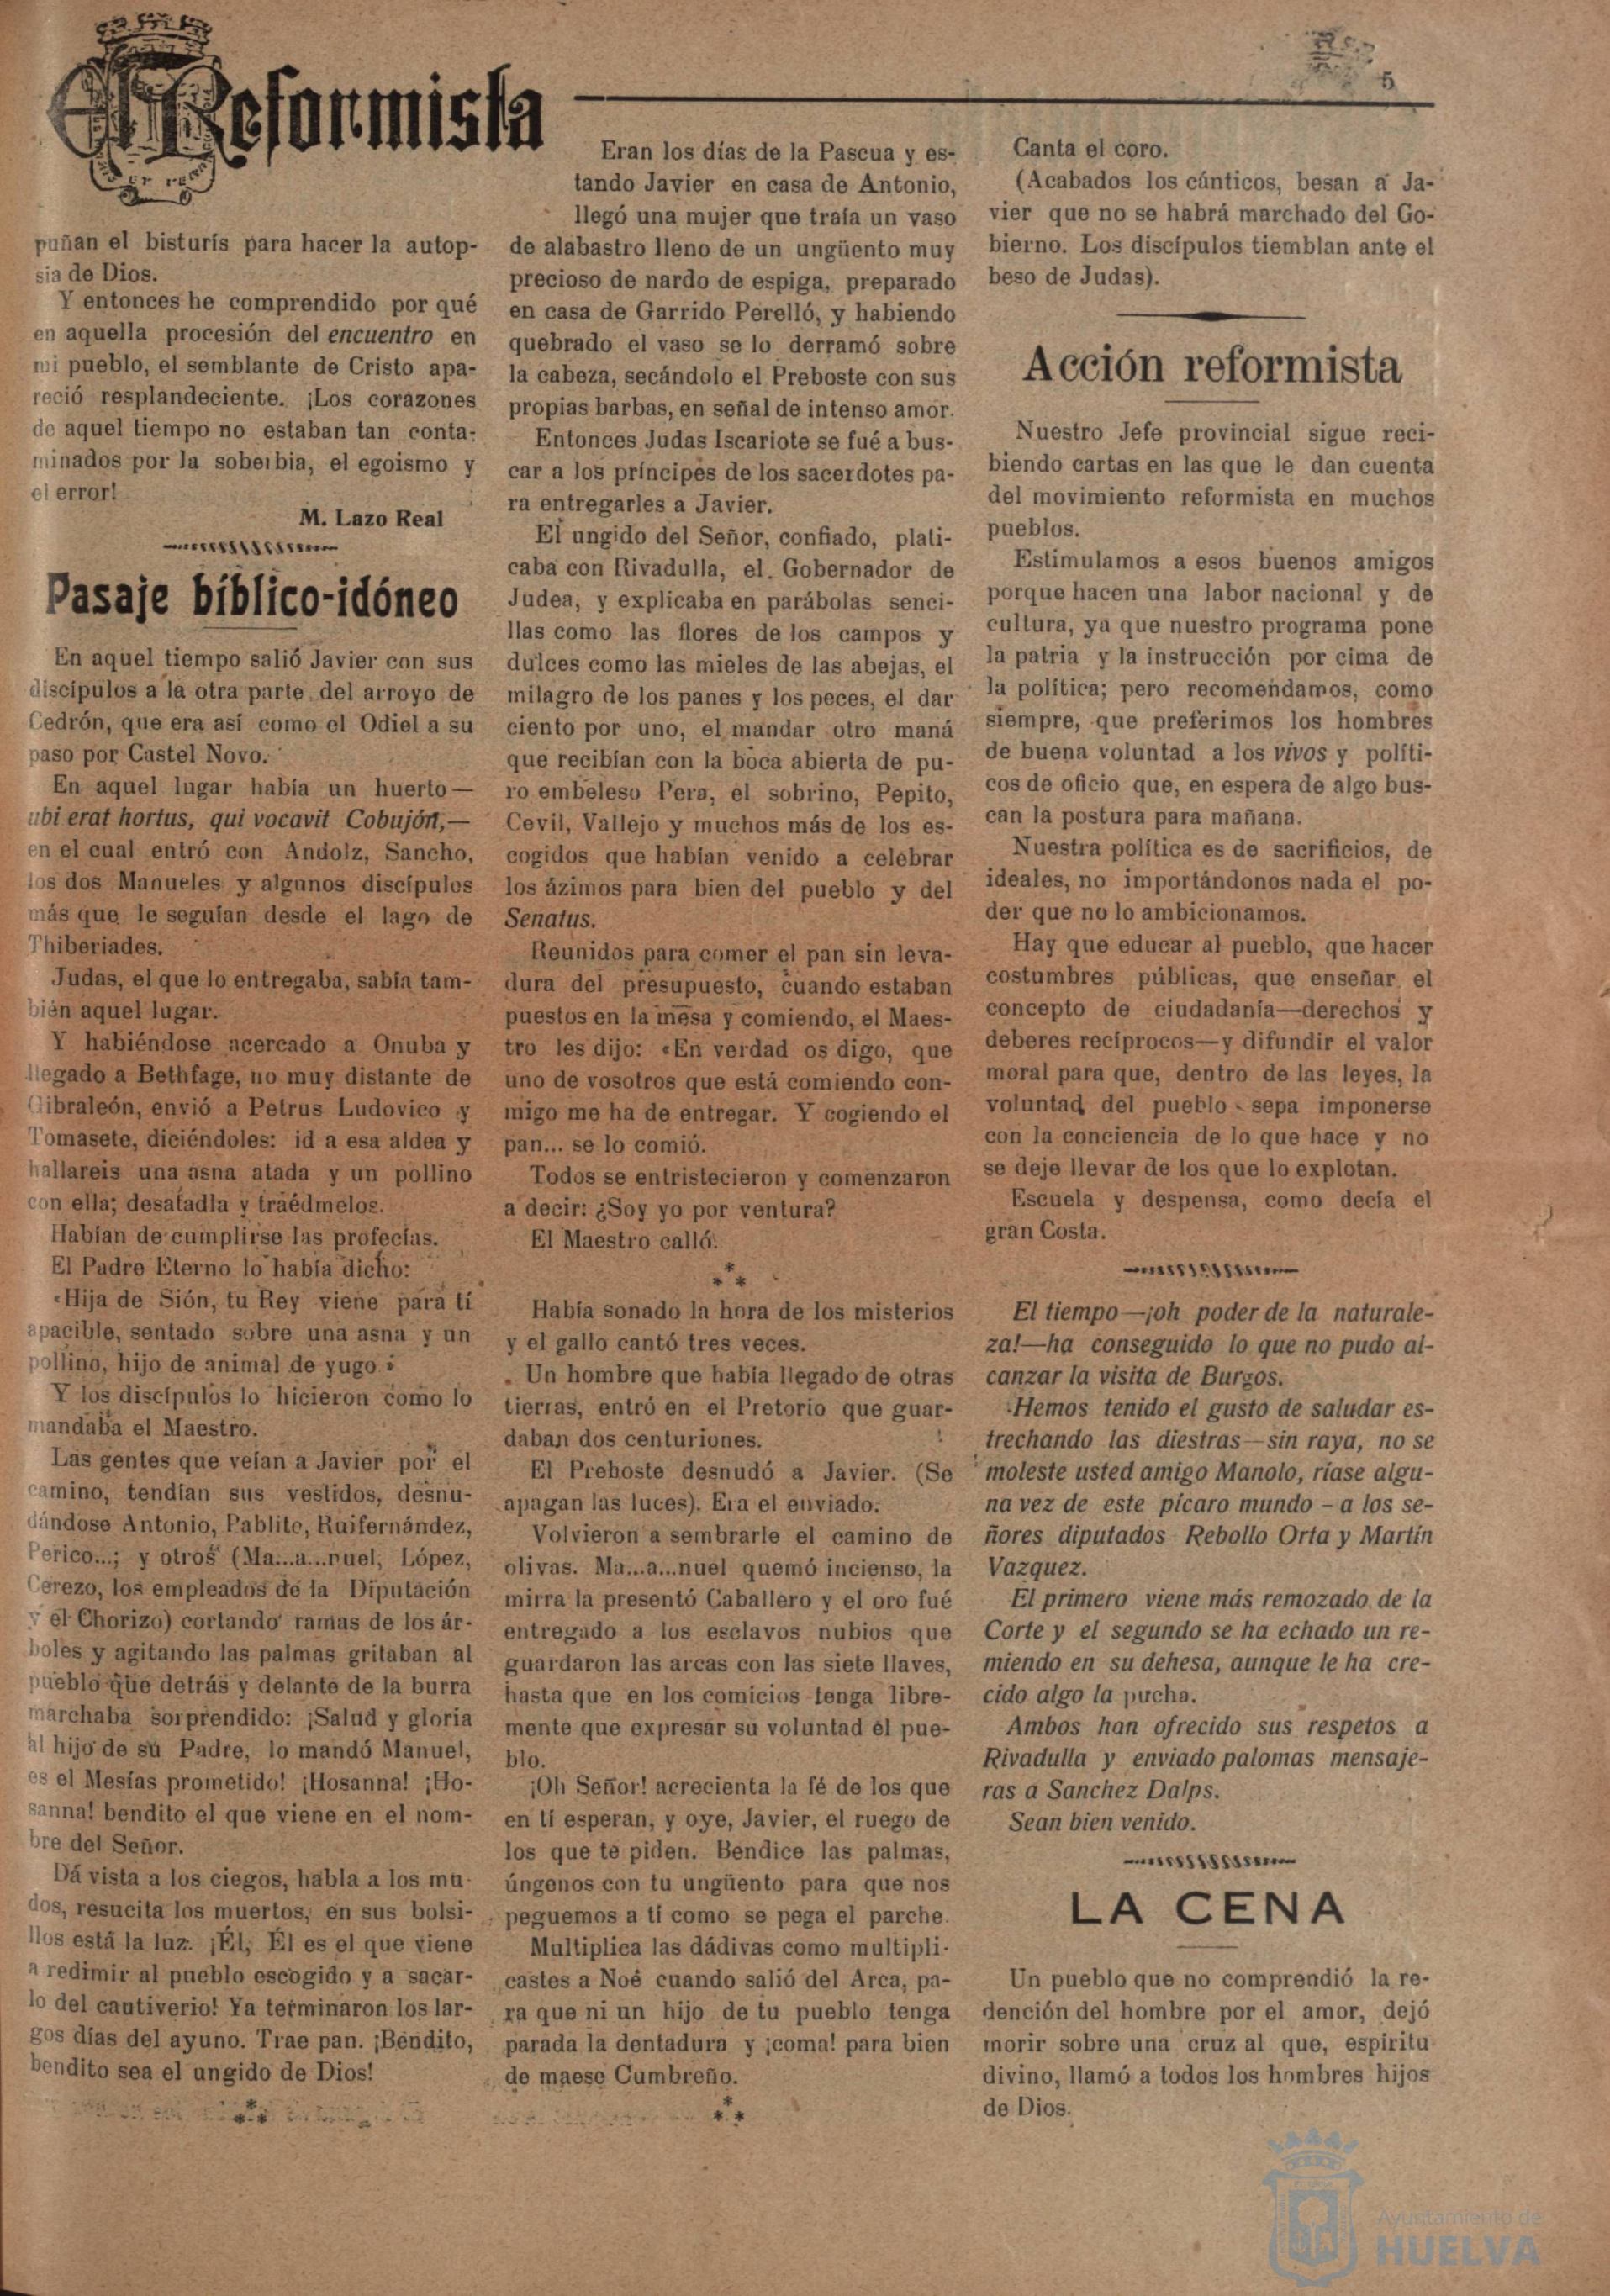 El Reformista
5
puñan el bisturís para hacer la autop-
sia de Dios.
Y entonces he comprendido por qué
en aquella procesión del encuentro en
mi pueblo, el semblante de Cristo apa-
reció resplandeciente. ¡Los corazones
de aquel tiempo no estaban tan conta-
minados por la soberbia, el egoismo y
el error!
M. Lazo Real
Pasaje bíblico-idóneo
En aquel tiempo salió Javier con sus
discípulos a la otra parte del arroyo de
Cedrón, que era así como el Odiel a su
paso por Castel Novo.
En aquel lugar había un huerto—
ubi erat hortus, qui vocavit Cobujón,—
en el cual entró con Andolz, Sancho,
los dos Manueles y algunos discípulos
más que le seguían desde el lago de
Thiberiades.
Judas, el que lo entregaba, sabía tam-
bién aquel lugar.
Y habiéndose acercado a Onuba y
llegado a Bethfage, no muy distante de
Gibraleón, envió a Petrus Ludovico y
Tomasete, diciéndoles: id a esa aldea y
hallareis una asna atada y un pollino
con ella; desatadla y traédmelos.
Habían de cumplirse las profecías.
El Padre Eterno lo había dicho:
«Hija de Sión, tu Rey viene para tí
apacible, sentado sobre una asna y un
pollino, hijo de animal de yugo»
Y los discípulos lo hicieron como lo
mandaba el Maestro.
Las gentes que veían a Javier por el
camino, tendían sus vestidos, desnu-
dándose Antonio, Pablito, Ruifernández,
Perico...; y otros (Ma...a...nuel, López,
Cerezo, los empleados de la Diputación
y el Chorizo) cortando ramas de los ár-
boles y agitando las palmas gritaban al
pueblo que detrás y delante de la burra
marchaba sorprendido: ¡Salud y gloria
al hijo de su Padre, lo mandó Manuel,
es el Mesías prometido! ¡Hosanna! ¡Ho-
sanna! bendito el que viene en el nom-
bre del Señor.
Dá vista a los ciegos, habla a los mu-
dos, resucita los muertos, en sus bolsi-
llos está la luz. ¡Él, Él es el que viene
a redimir al pueblo escogido y a sacar-
lo del cautiverio! Ya terminaron los lar-
gos días del ayuno. Trae pan. ¡Bendito,
bendito sea el ungido de Dios!
***
Eran los días de la Pascua y es-
tando Javier en casa de Antonio,
llegó una mujer que traía un vaso
de alabastro lleno de un ungüento muy
precioso de nardo de espiga, preparado
en casa de Garrido Perelló, y habiendo
quebrado el vaso se lo derramó sobre
la cabeza, secándolo el Preboste con sus
propias barbas, en señal de intenso amor.
Entonces Judas Iscariote se fué a bus-
car a los príncipes de los sacerdotes pa-
ra entregarles a Javier.
El ungido del Señor, confiado, plati-
caba con Rivadulla, el. Gobernador de
Judea, y explicaba en parábolas senci-
llas como las flores de los campos y
dulces como las mieles de las abejas, el
milagro de los panes y los peces, el dar
ciento por uno, el mandar otro maná
que recibían con la boca abierta de pu-
ro embeleso Pero, el sobrino, Pepito,
Cevil, Vallejo y muchos más de los es-
cogidos que habían venido a celebrar
los ázimos para bien del pueblo y del
Senatus.
Reunidos para comer el pan sin leva-
dura del presupuesto, cuando estaban
puestos en la mesa y comiendo, el Maes-
tro les dijo: «En verdad os digo, que
uno de vosotros que está comiendo con-
migo me ha de entregar. Y cogiendo el
pan... se lo comió.
Todos se entristecieron y comenzaron
a decir: ¿Soy yo por ventura?
El Maestro calló.
***
Había sonado la hora de los misterios
y el gallo cantó tres veces.
Un hombre que había llegado de otras
tierras, entró en el Pretorio que guar-
daban dos centuriones.
El Preboste desnudó a Javier. (Se
apagan las luces). Era el enviado.
Volvieron a sembrarle el camino de
olivas. Ma...a...nuel quemó incienso, la
mirra la presentó Caballero y el oro fué
entregado a los esclavos nubios que
guardaron las arcas con las siete llaves,
hasta que en los comicios tenga libre-
mente que expresar su voluntad el pue-
blo.
¡Oh Señor! acrecienta la fé de los que
en tí esperan, y oye, Javier, el ruego de
los que te piden. Bendice las palmas,
úngenos con tu ungüento para que nos
peguemos a tí como se pega el parche.
Multiplica las dádivas como multipli-
castes a Noé cuando salió del Arca, pa-
ra que ni un hijo de tu pueblo tenga
parada la dentadura y ¡coma! para bien
de maese Cumbreño.
***
Canta el coro.
(Acabados los cánticos, besan a Ja-
vier que no se habrá marchado del Go-
bierno. Los discípulos tiemblan ante el
beso de Judas).
Acción reformista
Nuestro Jefe provincial sigue reci-
biendo cartas en las que le dan cuenta
del movimiento reformista en muchos
pueblos.
Estimulamos a esos buenos amigos
porque hacen una labor nacional y de
cultura, ya que nuestro programa pone
la patria y la instrucción por cima de
la política; pero recomendamos, como
siempre, que preferimos los hombres
de buena voluntad a los vivos y políti-
cos de oficio que, en espera de algo bus-
can la postura para mañana.
Nuestra política es de sacrificios, de
ideales, no importándonos nada el po-
der que no lo ambicionamos.
Hay que educar al pueblo, que hacer
costumbres públicas, que enseñar el
concepto de ciudadanía—derechos y
deberes recíprocos—y difundir el valor
moral para que, dentro de las leyes, la
voluntad del pueblo sepa imponerse
con la conciencia de lo que hace y no
se deje llevar de los que lo explotan.
Escuela y despensa, como decía el
gran Costa.
El tiempo—¡oh poder de la naturale-
za!—ha conseguido lo que no pudo al-
canzar la visita de Burgos.
Hemos tenido el gusto de saludar es-
trechando las diestras—sin raya, no se
moleste usted amigo Manolo, ríase algu-
na vez de este pícaro mundo – a los se-
ñores diputados Rebollo Orta y Martín
Vazquez.
El primero viene más remozado de la
Corte y el segundo se ha echado un re-
miendo en su dehesa, aunque le ha cre-
cido algo la pucha.
Ambos han ofrecido sus respetos a
Rivadulla y enviado palomas mensaje-
ras a Sanchez Dalps.
Sean bien venido.
LA CENA
Un pueblo que no comprendió la re-
dención del hombre por el amor, dejó
morir sobre una cruz al que, espíritu
divino, llamó a todos los hombres hijos
de Dios.
Ayuntamiento de
HUELVA